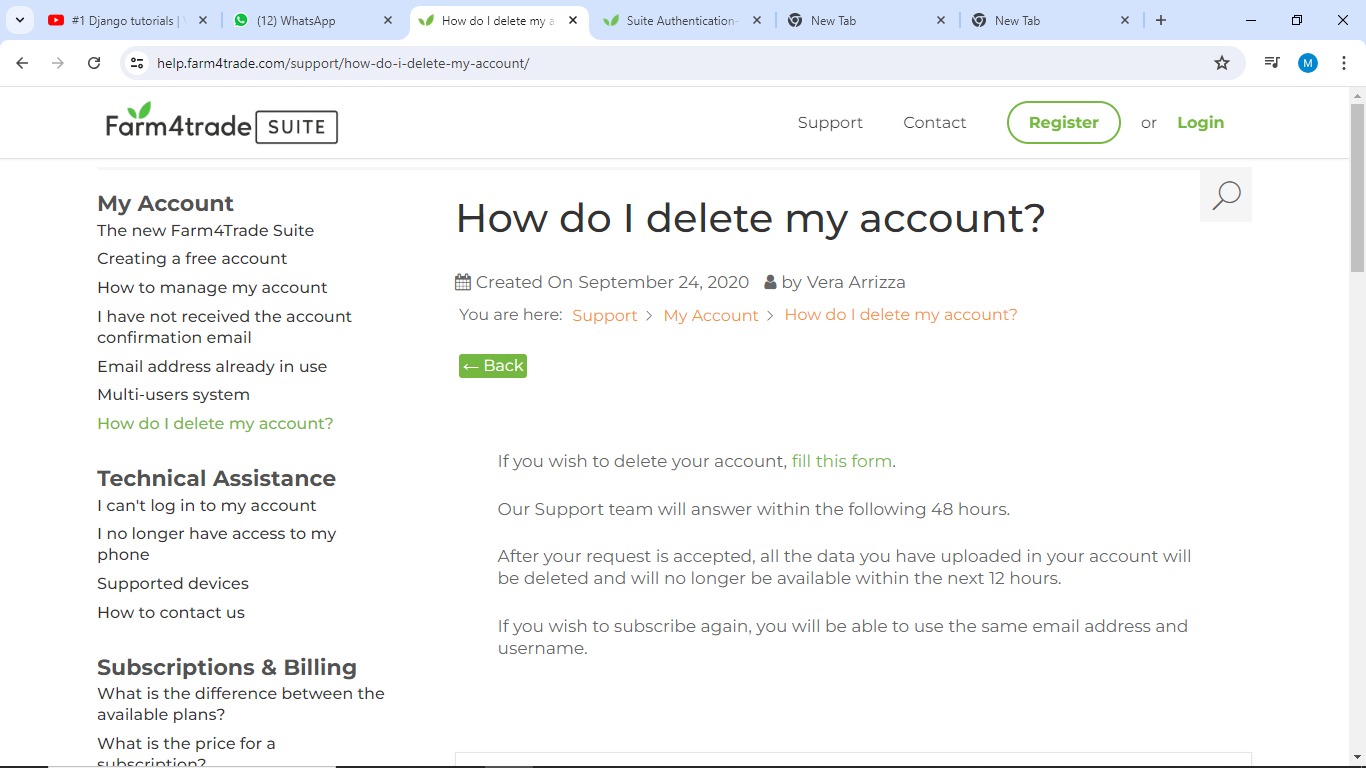 #1 Django tutorials |
(12) WhatsApp
How do I delete my a
Suite Authentication
New Tab
New Tab
help.farm4trade.com/support/how-do-i-delete-my-account/
M
Farm4trade SUITE
Support
Contact
Register
or
Login
My Account
The new Farm4Trade Suite
Creating a free account
How to manage my account
I have not received the account
confirmation email
Email address already in use
Multi-users system
How do I delete my account?
Technical Assistance
I can't log in to my account
I no longer have access to my
phone
Supported devices
How to contact us
Subscriptions & Billing
What is the difference between the
available plans?
What is the price for a
subscription?
How do I delete my account?
Created On September 24, 2020 by Vera Arrizza
You are here: Support > My Account > How do I delete my account?
← Back
If you wish to delete your account, fill this form.
Our Support team will answer within the following 48 hours.
After your request is accepted, all the data you have uploaded in your account will
be deleted and will no longer be available within the next 12 hours.
If you wish to subscribe again, you will be able to use the same email address and
username.